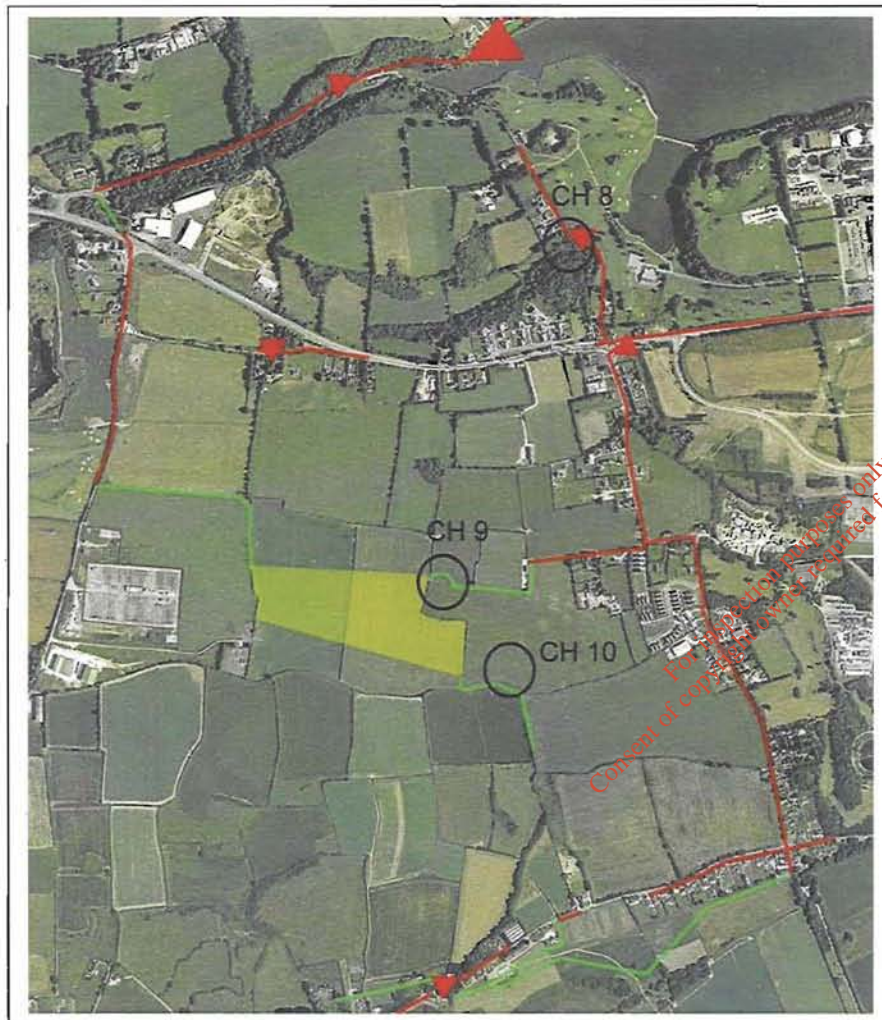 CH 8
CH 9
CH 10
For inspection purposes only.
Consent of copyright owner required f